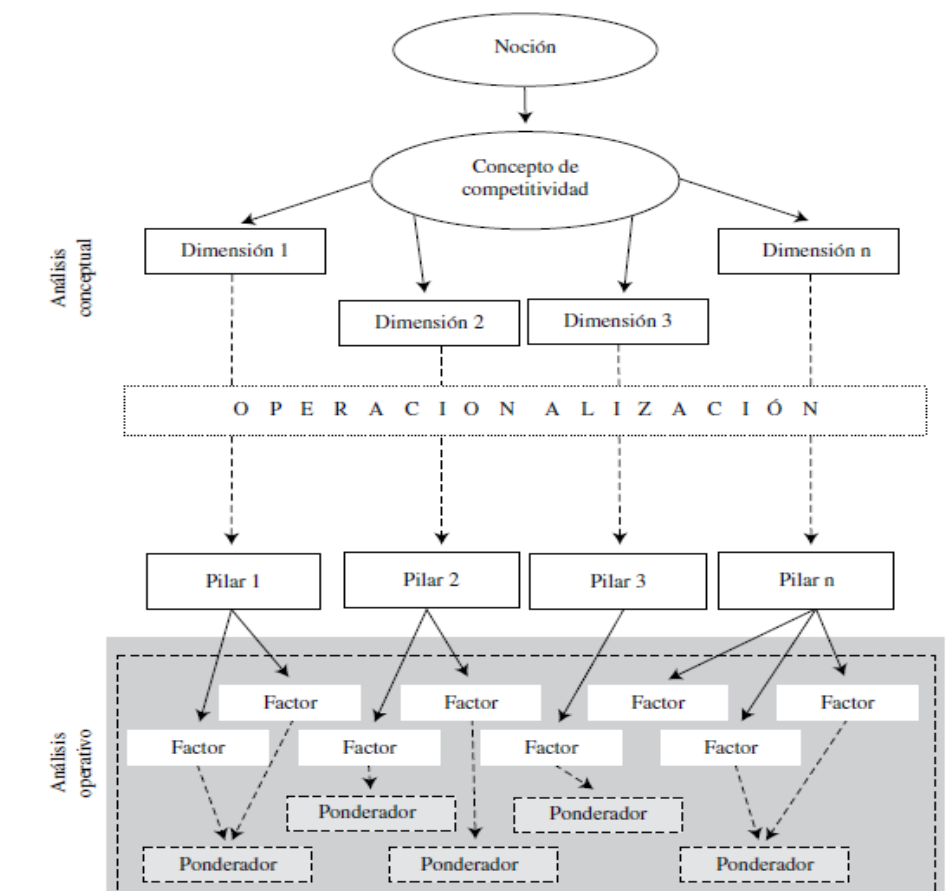 Noción
Concepto de
competitividad
Análisis
conceptual
Dimensión 1
Dimensión n
Dimensión 2
Dimensión 3
O P E R A C I O N A L I Z A C I Ó N
Pilar 1
Pilar 2
Pilar 3
Pilar n
Análisis
operativo
Factor
Factor
Factor
Factor
Factor
Factor
Factor
Factor
Ponderador
Ponderador
Ponderador
Ponderador
Ponderador